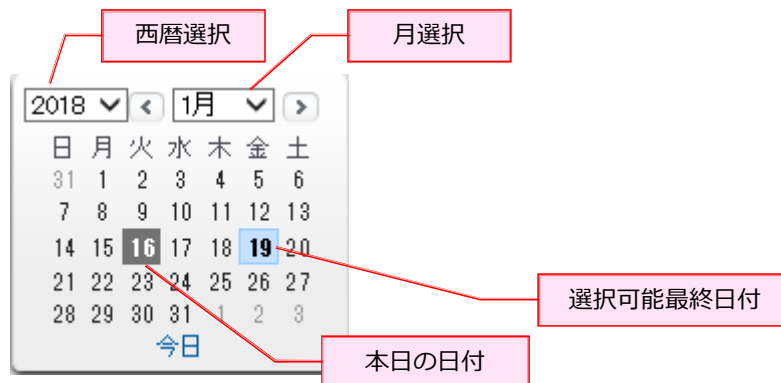 西暦選択 月選択
2018 1月
日 月 火 水 木 金 土
31 1 2 3 4 5 6
7 8 9 10 11 12 13
14 15 16 17 18 19 20
21 22 23 24 25 26 27
選択可能最終日付
28 29 30 31 1 2 3
今日
本日の日付